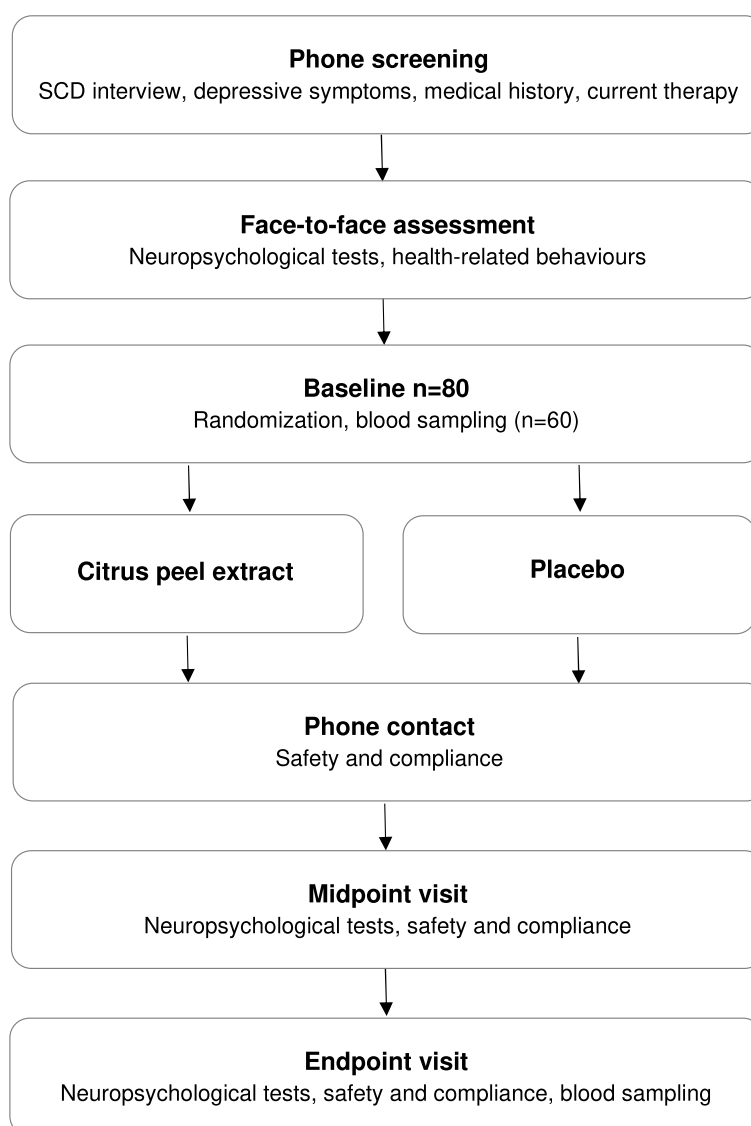 Phone screening
SCD interview, depressive symptoms, medical history, current therapy
Face-to-face assessment
Neuropsychological tests, health-related behaviours
Baseline n=80
Randomization, blood sampling (n=60)
Citrus peel extract
Placebo
Phone contact
Safety and compliance
Midpoint visit
Neuropsychological tests, safety and compliance
Endpoint visit
Neuropsychological tests, safety and compliance, blood sampling